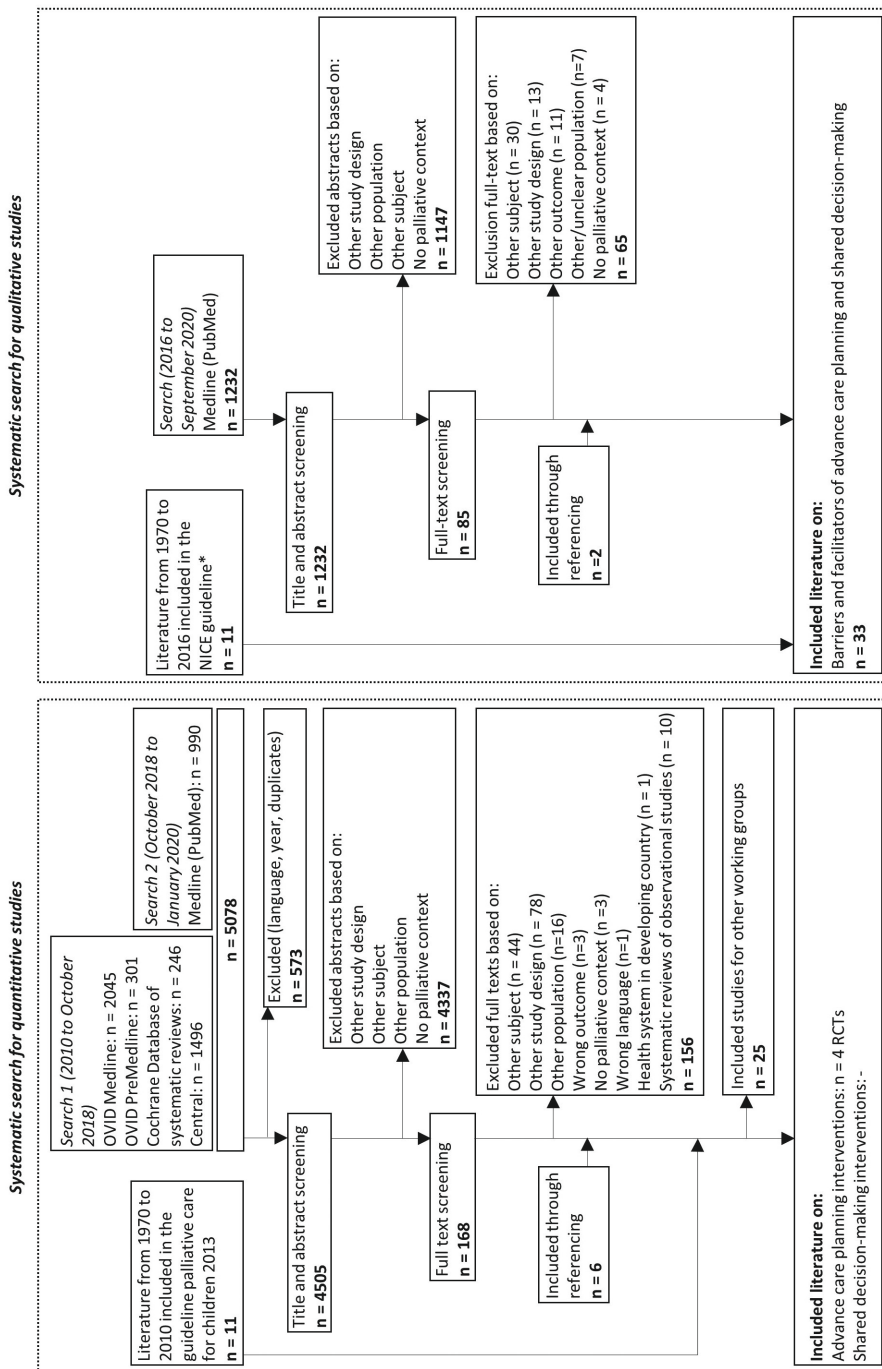 Systematic search for quantitative studies
Literature from 1970 to
2010 included in the
guideline palliative care
for children 2013
n = 11
Search 1 (2010 to October
2018)
OVID Medline: n = 2045
OVID PreMedline: n = 301
Cochrane Database of
systematic reviews: n = 246
Central: n = 1496
Search 2 (October 2018 to
January 2020)
Medline (PubMed): n = 990
n = 5078
Excluded (language, year, duplicates)
n = 573
Title and abstract screening
n = 4505
Excluded abstracts based on:
Other study design
Other subject
Other population
No palliative context
n = 4337
Full text screening
n = 168
Excluded full texts based on:
Other subject (n = 44)
Other study design (n = 78)
Other population (n=16)
Wrong outcome (n=3)
No palliative context (n =3)
Wrong language (n=1)
Health system in developing country (n = 1)
Systematic reviews of observational studies (n = 10)
n = 156
Included through
referencing
n = 6
Included studies for other working groups
n = 25
Included literature on:
Advance care planning interventions: n = 4 RCTs
Shared decision-making interventions: -
Systematic search for qualitative studies
Literature from 1970 to
2016 included in the
NICE guideline*
n = 11
Search (2016 to
September 2020)
Medline (PubMed)
n = 1232
Title and abstract screening
n = 1232
Excluded abstracts based on:
Other study design
Other population
Other subject
No palliative context
n = 1147
Full-text screening
n = 85
Exclusion full-text based on:
Other subject (n = 30)
Other study design (n = 13)
Other outcome (n = 11)
Other/unclear population (n=7)
No palliative context (n = 4)
n = 65
Included through
referencing
n =2
Included literature on:
Barriers and facilitators of advance care planning and shared decision-making
n = 33